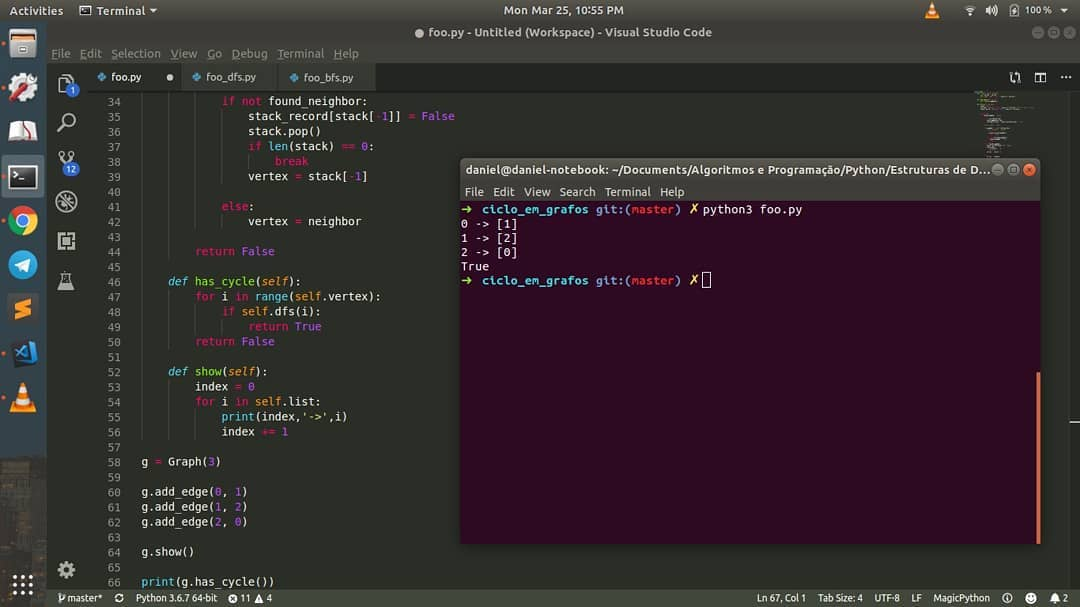 Activities Terminal Mon Mar 25, 10:55 PM 100 %
foo.py - Untitled (Workspace) - Visual Studio Code
File Edit Selection View Go Debug Terminal Help
foo.py foo_dfs.py foo_bfs.py
1
12
34 if not found_neighbor:
35 stack_record[stack[-1]] = False
36 stack.pop()
37 if len(stack) == 0:
38 break
39 vertex = stack[-1]
40
41 else:
42 vertex = neighbor
43
44 return False
45
46 def has_cycle(self):
47 for i in range(self.vertex):
48 if self.dfs(i):
49 return True
50 return False
51
52 def show(self):
53 index = 0
54 for i in self.list:
55 print(index,'->',i)
56 index += 1
57
58 g = Graph(3)
59
60 g.add_edge(0, 1)
61 g.add_edge(1, 2)
62 g.add_edge(2, 0)
63
64 g.show()
65
66 print(g.has_cycle())
daniel@daniel-notebook: ~/Documents/Algoritmos e Programação/Python/Estruturas de D...
File Edit View Search Terminal Help
➜ ciclo_em_grafos git:(master) ✗ python3 foo.py
0 -> [1]
1 -> [2]
2 -> [0]
True
➜ ciclo_em_grafos git:(master) ✗
master* Python 3.6.7 64-bit 11 4 Ln 67, Col 1 Tab Size: 4 UTF-8 LF MagicPython 2